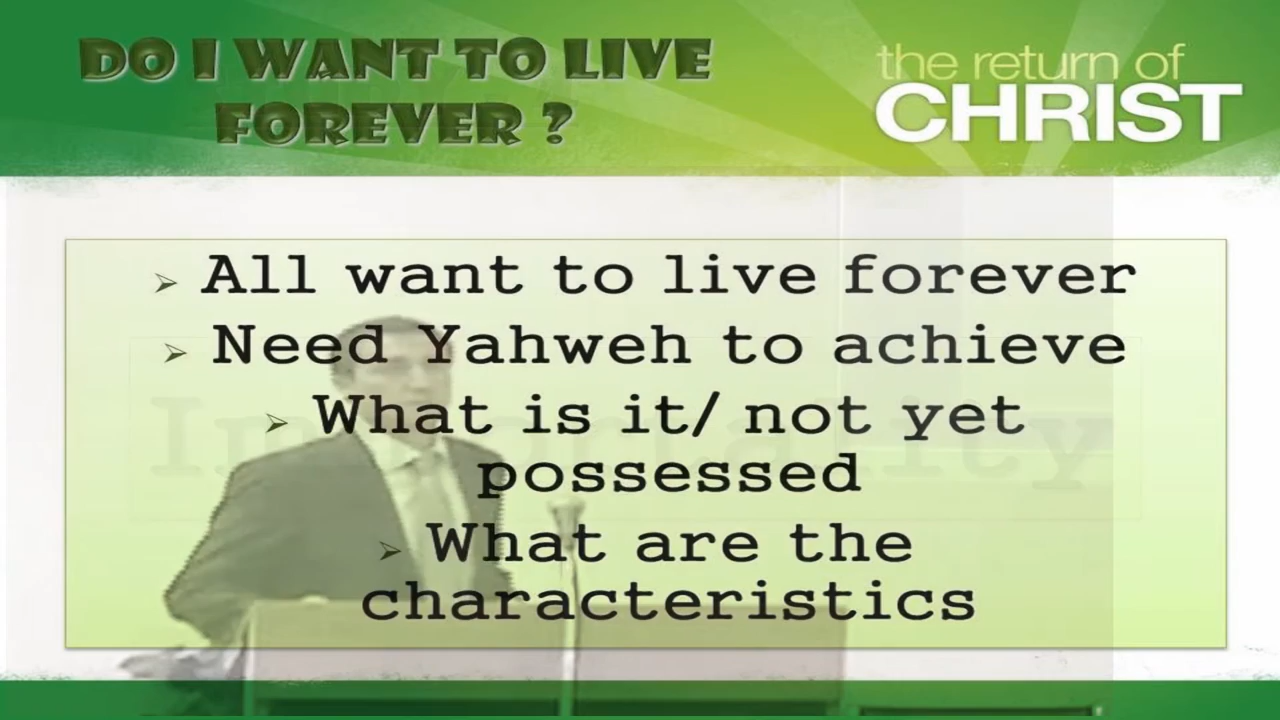 DO I WANT TO LIVE
FOREVER ?
the return of
CHRIST
➢ All want to live forever
➢ Need Yahweh to achieve
➢ What is it/ not yet
possessed
➢ What are the
characteristics
Immortality